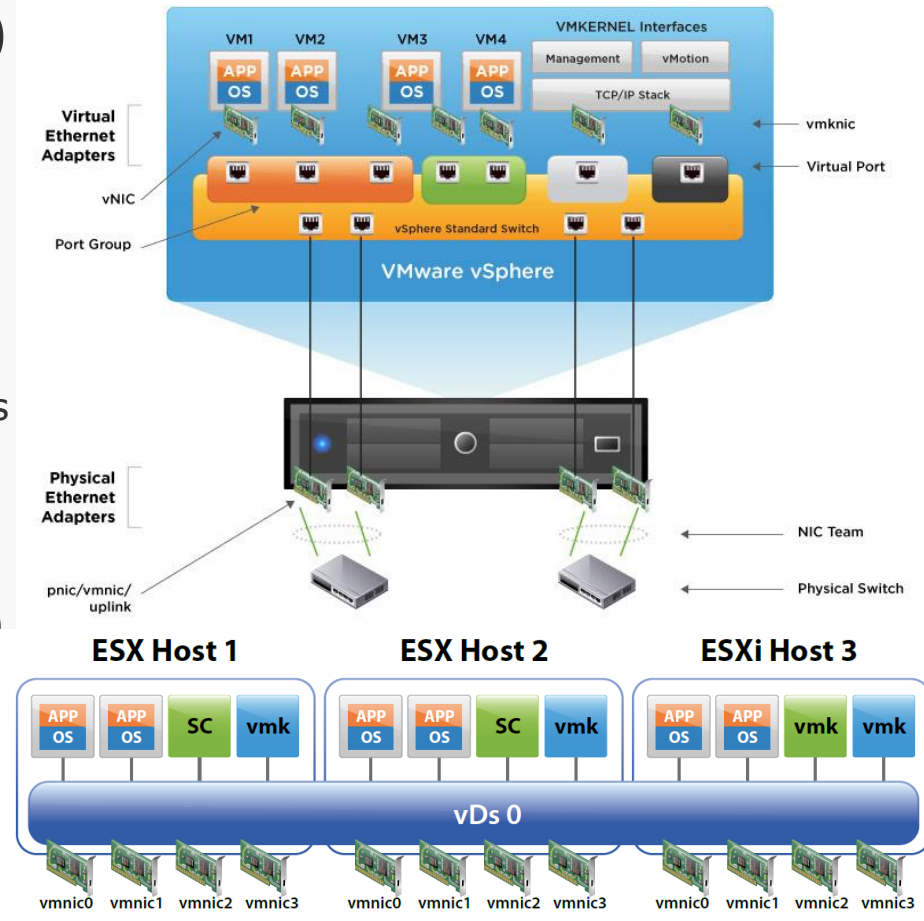 )
VMKERNEL Interfaces
VM1 VM2 VM3 VM4
Management vMotion
APP APP APP APP
OS OS OS OS
TCP/IP Stack
Virtual
Ethernet
Adapters
vmknic
Virtual Port
vNIC
Port Group
vSphere Standard Switch
VMware vSphere
s
Physical
Ethernet
Adapters
NIC Team
pnic/vmnic/
uplink
Physical Switch
)
ESX Host 1 ESX Host 2 ESXi Host 3
APP APP SC vmk APP APP SC vmk APP APP vmk vmk
OS OS OS OS OS OS
vDs 0
vmnic0 vmnic1 vmnic2 vmnic3 vmnic0 vmnic1 vmnic2 vmnic3 vmnic0 vmnic1 vmnic2 vmnic3